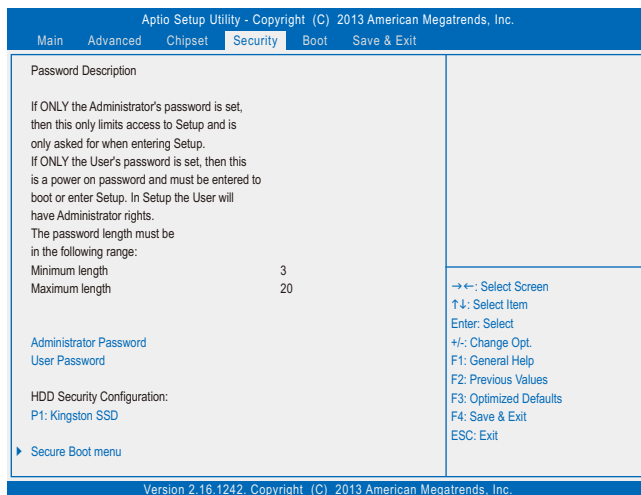 Aptio Setup Utility - Copyright (C) 2013 American Megatrends, Inc.
Main Advanced Chipset Security Boot Save & Exit
Password Description
If ONLY the Administrator's password is set,
then this only limits access to Setup and is
only asked for when entering Setup.
If ONLY the User's password is set, then this
is a power on password and must be entered to
boot or enter Setup. In Setup the User will
have Administrator rights.
The password length must be
in the following range:
Minimum length 3
Maximum length 20
Administrator Password
User Password
HDD Security Configuration:
P1: Kingston SSD
Secure Boot menu
→←: Select Screen
↑↓: Select Item
Enter: Select
+/-: Change Opt.
F1: General Help
F2: Previous Values
F3: Optimized Defaults
F4: Save & Exit
ESC: Exit
Version 2.16.1242. Copyright (C) 2013 American Megatrends, Inc.